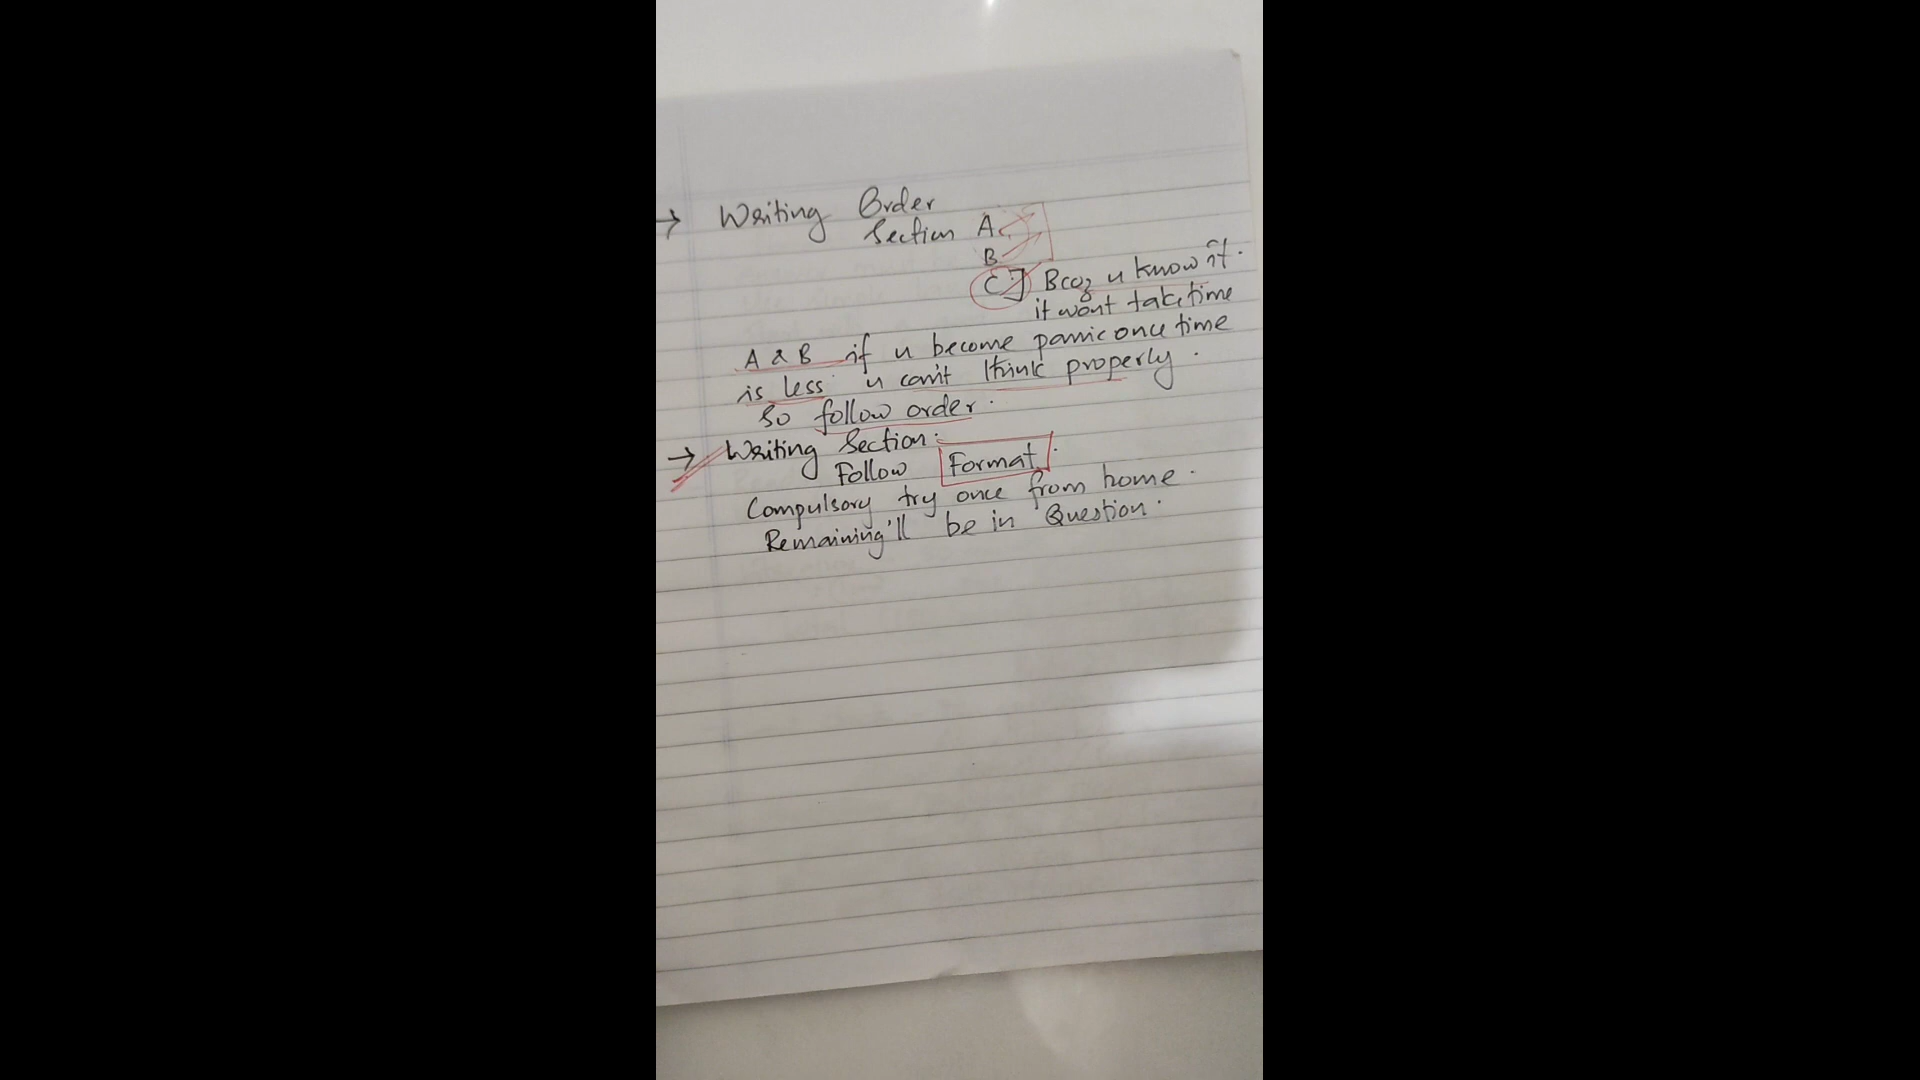 → Writing Order
Section A
B
C] Bcoz u know it.
it wont take time
A & B if u become panic once time
is less u can't think properly.
So follow order.
→ Writing Section:
Follow Format.
Compulsory try once from home.
Remaining'll be in Question.